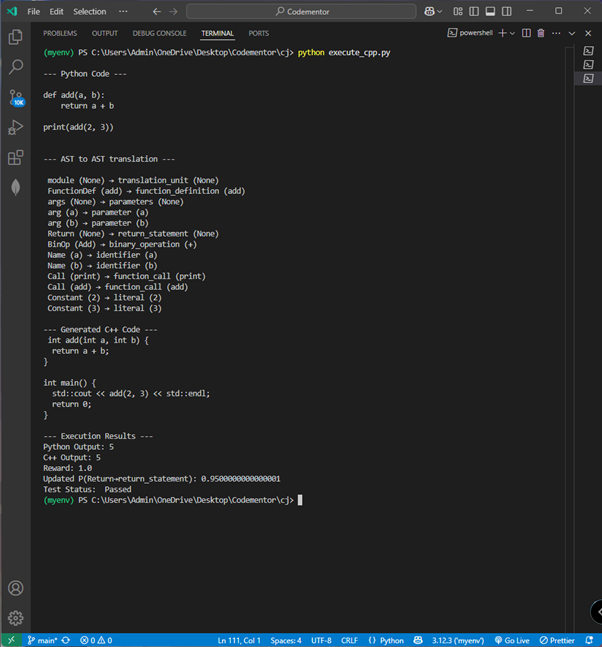 File Edit Selection ··· Codementor
PROBLEMS OUTPUT DEBUG CONSOLE TERMINAL PORTS powershell
(myenv) PS C:\Users\Admin\OneDrive\Desktop\Codementor\cj> python execute_cpp.py
--- Python Code ---
def add(a, b):
    return a + b
print(add(2, 3))
--- AST to AST translation ---
module (None) → translation_unit (None)
FunctionDef (add) → function_definition (add)
args (None) → parameters (None)
arg (a) → parameter (a)
arg (b) → parameter (b)
Return (None) → return_statement (None)
BinOp (Add) → binary_operation (+)
Name (a) → identifier (a)
Name (b) → identifier (b)
Call (print) → function_call (print)
Call (add) → function_call (add)
Constant (2) → literal (2)
Constant (3) → literal (3)
--- Generated C++ Code ---
int add(int a, int b) {
  return a + b;
}
int main() {
  std::cout << add(2, 3) << std::endl;
  return 0;
}
--- Execution Results ---
Python Output: 5
C++ Output: 5
Reward: 1.0
Updated P(Return→return_statement): 0.9500000000000001
Test Status:  Passed
(myenv) PS C:\Users\Admin\OneDrive\Desktop\Codementor\cj>
10K
main* 0 0 Ln 111, Col 1 Spaces: 4 UTF-8 CRLF {} Python 3.12.3 ('myenv') Go Live Prettier